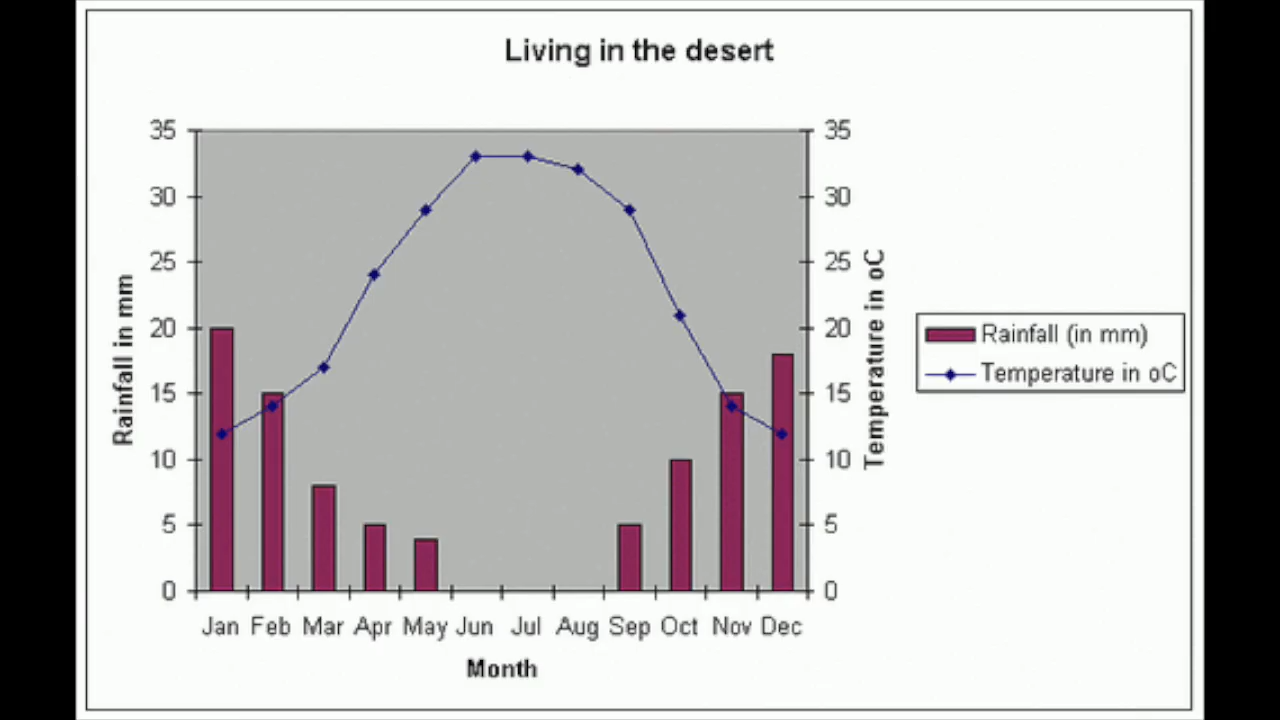 Living in the desert
35
30
25
20
15
10
5
0
Rainfall in mm
35
30
25
20
15
10
5
0
Temperature in oC
Jan Feb Mar Apr May Jun Jul Aug Sep Oct Nov Dec
Month
Rainfall (in mm)
Temperature in oC